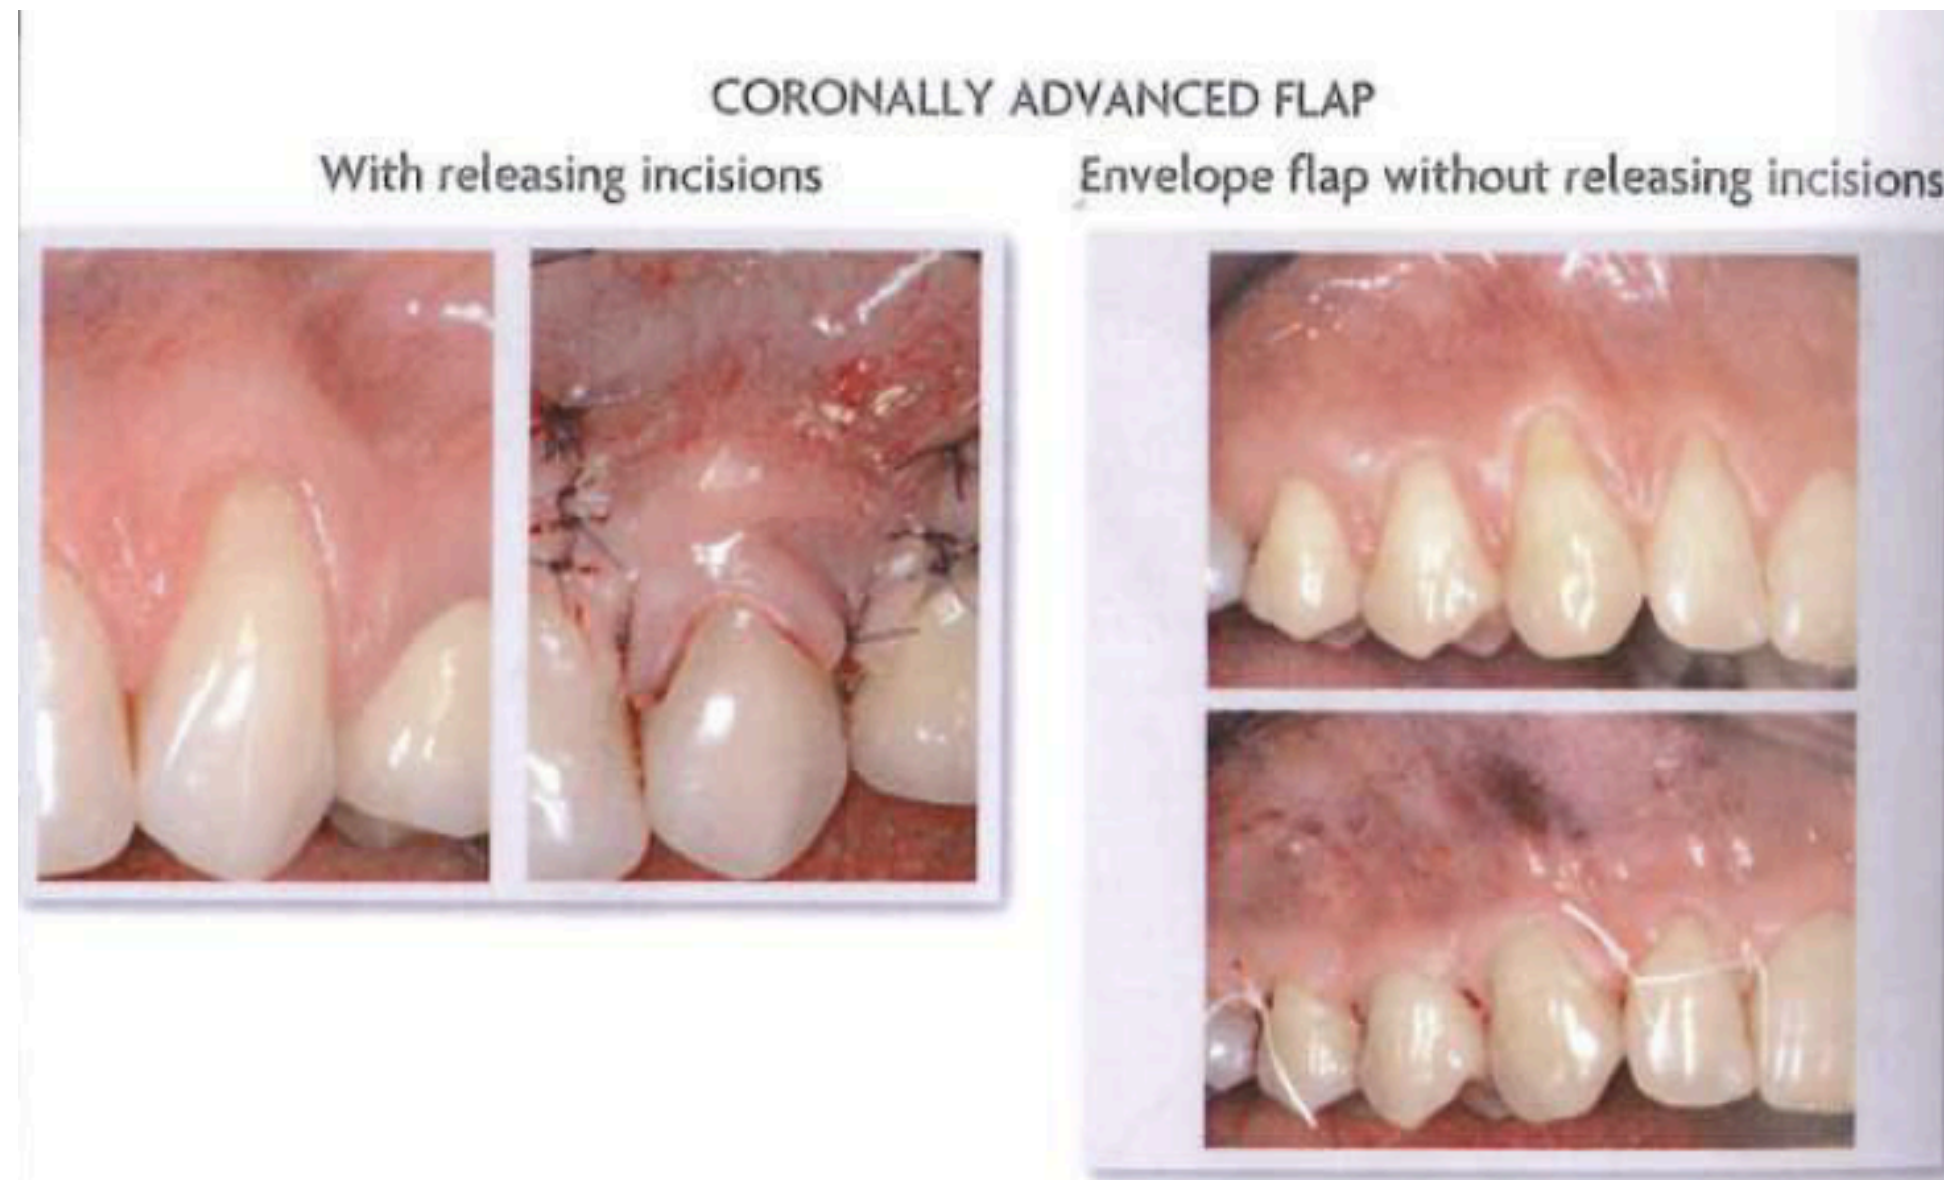 CORONALLY ADVANCED FLAP
With releasing incisions
Envelope flap without releasing incisions